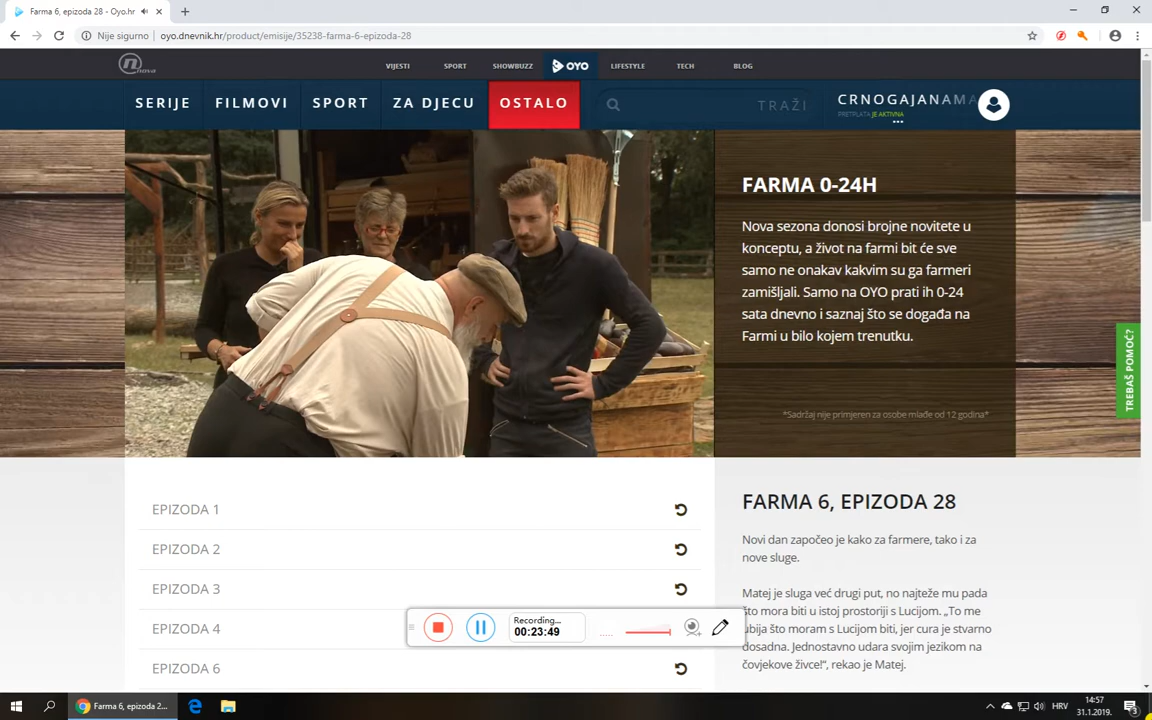 Farma 6, epizoda 28 - Oyo.hr
Nije sigurno
oyo.dnevnik.hr/product/emisije/35238-farma-6-epizoda-28
nova
VIJESTI
SPORT
SHOWBUZZ
OYO
LIFESTYLE
TECH
BLOG
SERIJE
FILMOVI
SPORT
ZA DJECU
OSTALO
TRAŽI
CRNOGAJANAMA
PRETPLATA JE AKTIVNA
FARMA 0-24H
Nova sezona donosi brojne novitete u
konceptu, a život na farmi bit će sve
samo ne onakav kakvim su ga farmeri
zamišljali. Samo na OYO prati ih 0-24
sata dnevno i saznaj što se događa na
Farmi u bilo kojem trenutku.
*Sadržaj nije primjeren za osobe mlađe od 12 godina*
TREBAŠ POMOĆ?
EPIZODA 1
EPIZODA 2
EPIZODA 3
EPIZODA 4
EPIZODA 6
FARMA 6, EPIZODA 28
Novi dan započeo je kako za farmere, tako i za
nove sluge.
Matej je sluga već drugi put, no najteže mu pada
što mora biti u istoj prostoriji s Lucijom. „To me
ubija što moram s Lucijom biti, jer cura je stvarno
dosadna. Jednostavno udara svojim jezikom na
čovjekove živce!“, rekao je Matej.
Recording...
00:23:49
Farma 6, epizoda 2...
HRV
14:57
31.1.2019.
3